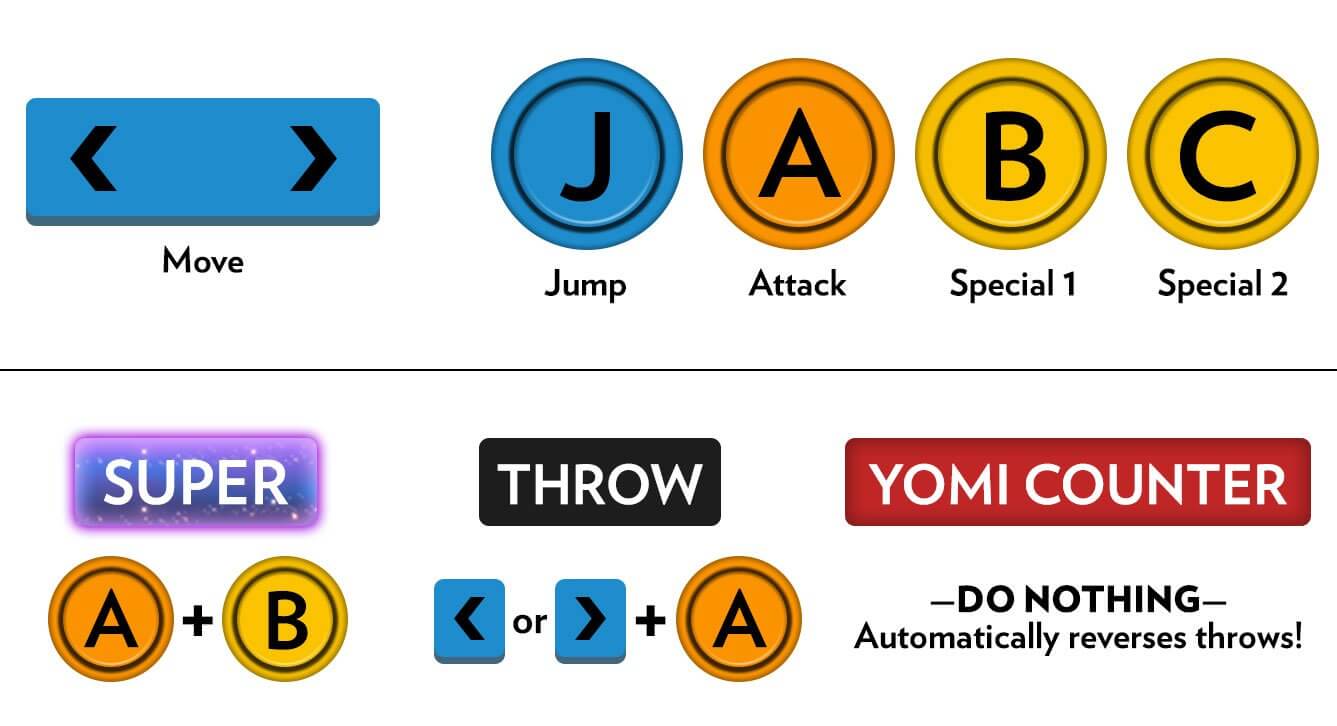 < >
Move
J A B C
Jump Attack Special 1 Special 2
SUPER THROW YOMI COUNTER
A + B
< or > + A
—DO NOTHING—
Automatically reverses throws!